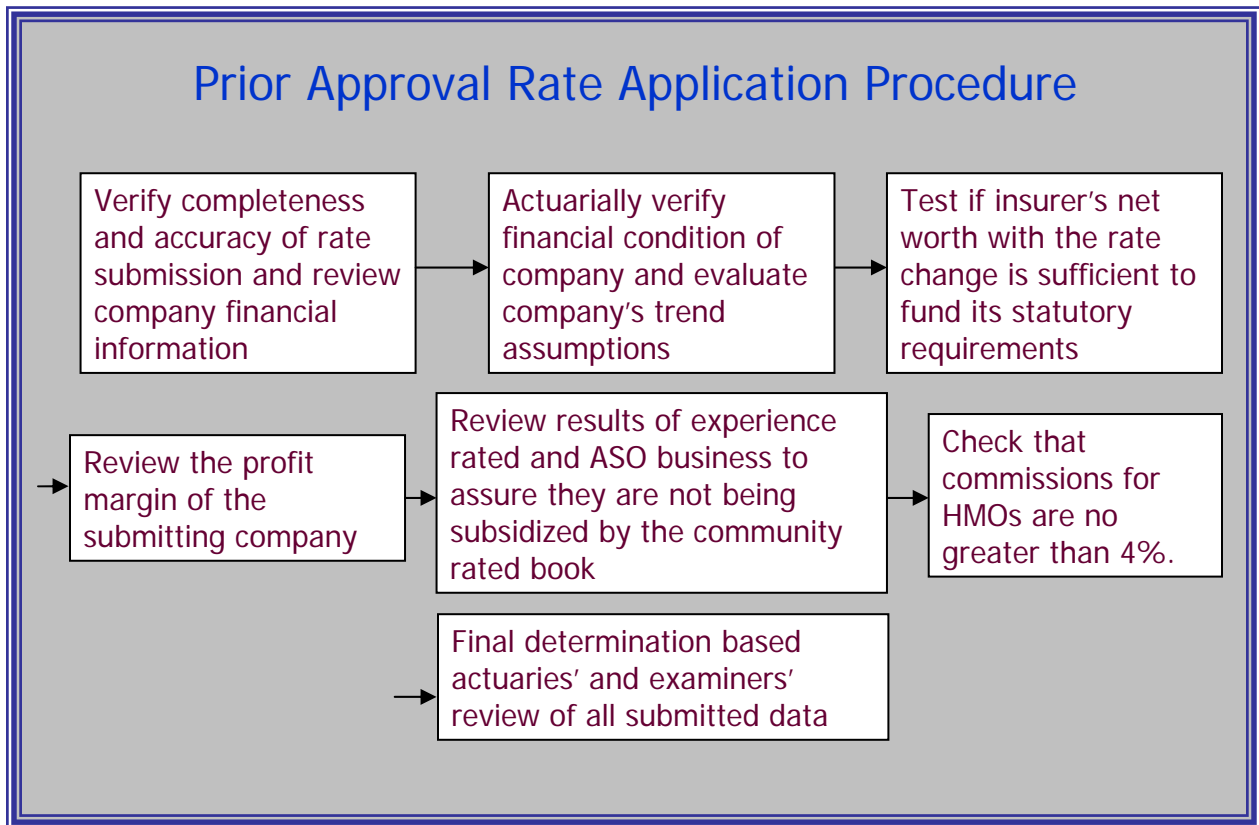 Prior Approval Rate Application Procedure
Verify completeness
and accuracy of rate
submission and review
company financial
information
Actuarially verify
financial condition of
company and evaluate
company's trend
assumptions
Test if insurer's net
worth with the rate
change is sufficient to
fund its statutory
requirements
Review the profit
margin of the
submitting company
Review results of experience
rated and ASO business to
assure they are not being
subsidized by the community
rated book
Check that
commissions for
HMOs are no
greater than 4%.
Final determination based
actuaries' and examiners'
review of all submitted data